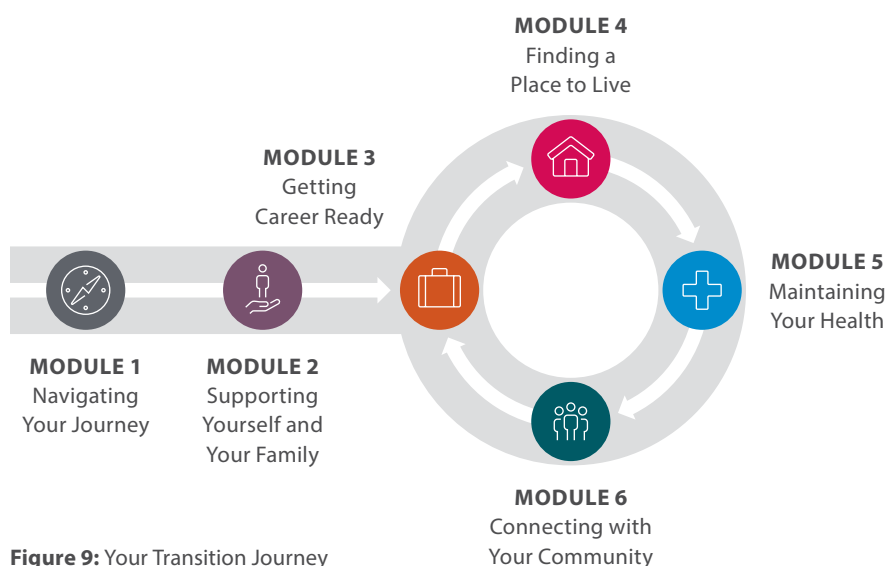 MODULE 4
Finding a
Place to Live
MODULE 3
Getting
Career Ready
MODULE 5
Maintaining
Your Health
MODULE 1
Navigating
Your Journey
MODULE 2
Supporting
Yourself and
Your Family
MODULE 6
Connecting with
Your Community
Figure 9: Your Transition Journey